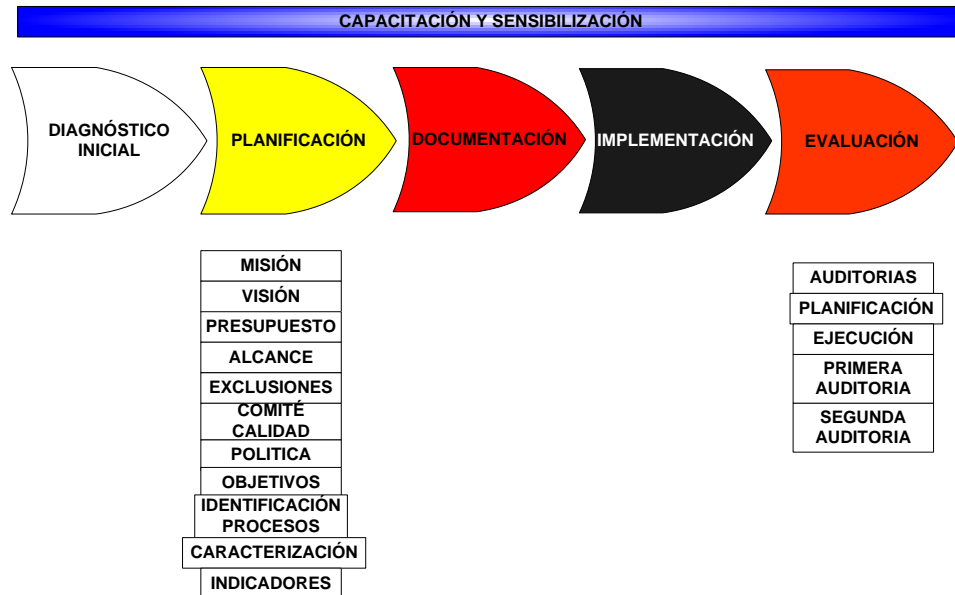 CAPACITACIÓN Y SENSIBILIZACIÓN
DIAGNÓSTICO
INICIAL
PLANIFICACIÓN
DOCUMENTACIÓN
IMPLEMENTACIÓN
EVALUACIÓN
MISIÓN
VISIÓN
PRESUPUESTO
ALCANCE
EXCLUSIONES
COMITÉ
CALIDAD
POLITICA
OBJETIVOS
IDENTIFICACIÓN
PROCESOS
CARACTERIZACIÓN
INDICADORES
AUDITORIAS
PLANIFICACIÓN
EJECUCIÓN
PRIMERA
AUDITORIA
SEGUNDA
AUDITORIA